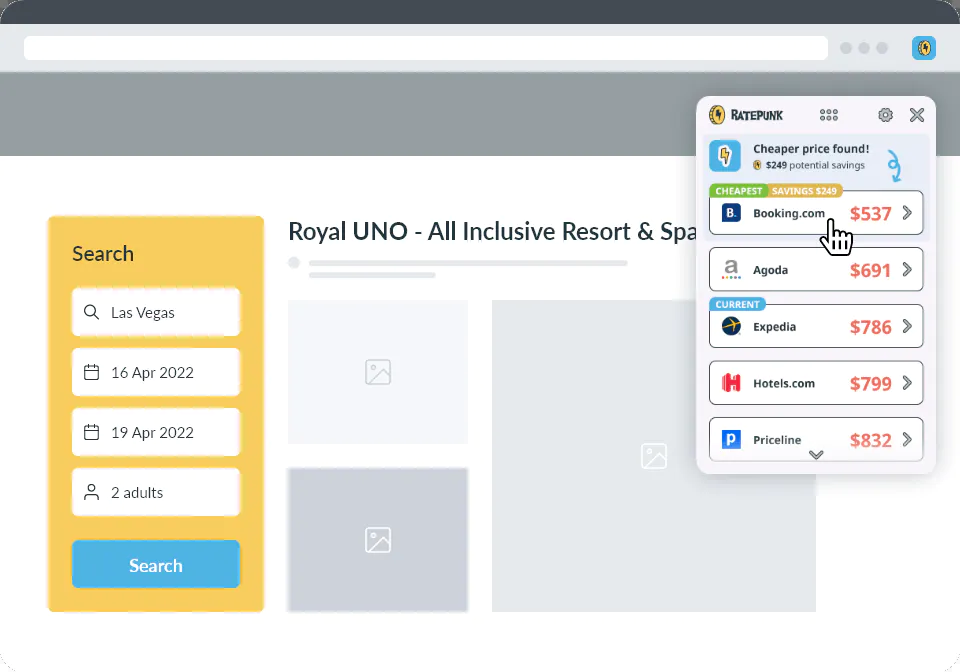 RATEPUNK
Cheaper price found!
$249 potential savings
CHEAPEST SAVINGS $249
B. Booking.com $537
a Agoda $691
CURRENT
Expedia $786
H Hotels.com $799
p Priceline $832
Royal UNO - All Inclusive Resort & Spa
Search
Las Vegas
16 Apr 2022
19 Apr 2022
2 adults
Search